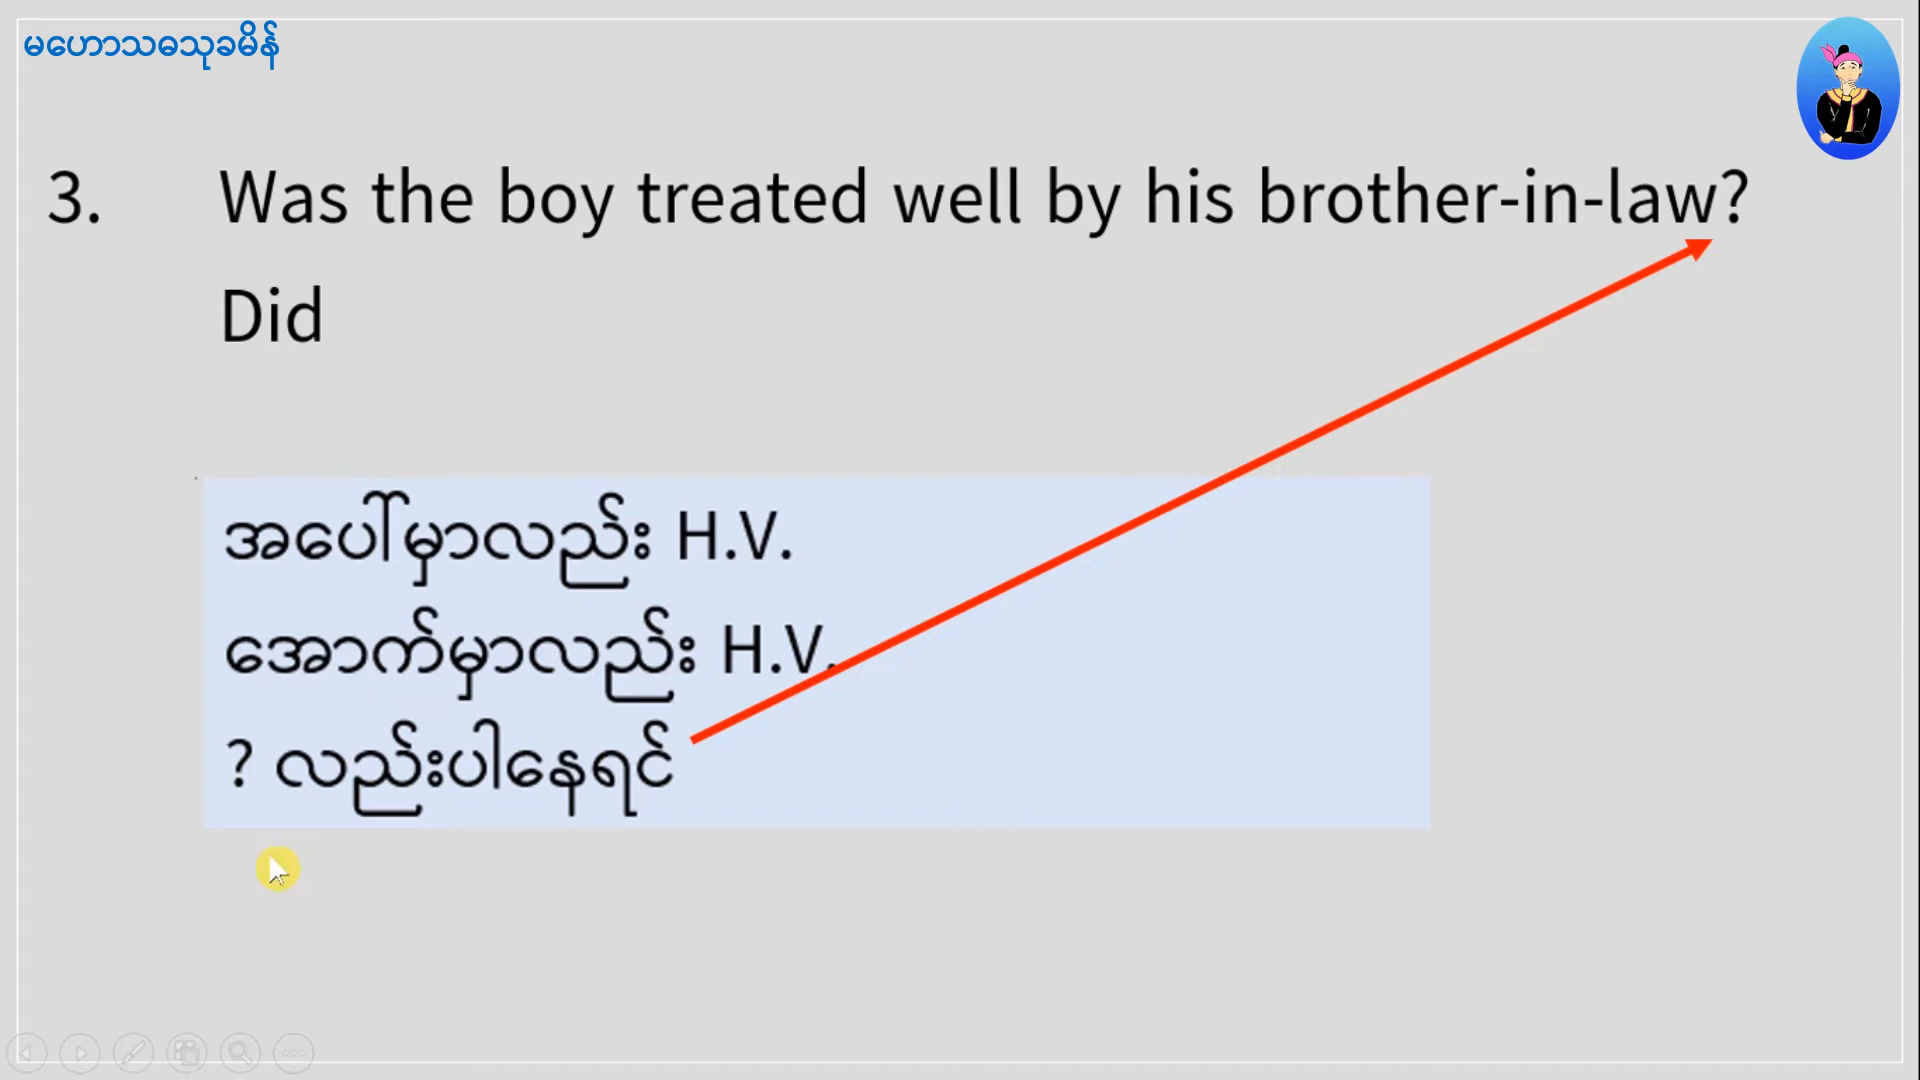 မဟောသဓသုခမိန်
3. Was the boy treated well by his brother-in-law?
Did
အပေါ်မှာလည်း H.V.
အောက်မှာလည်း H.V.
? လည်းပါနေရင်